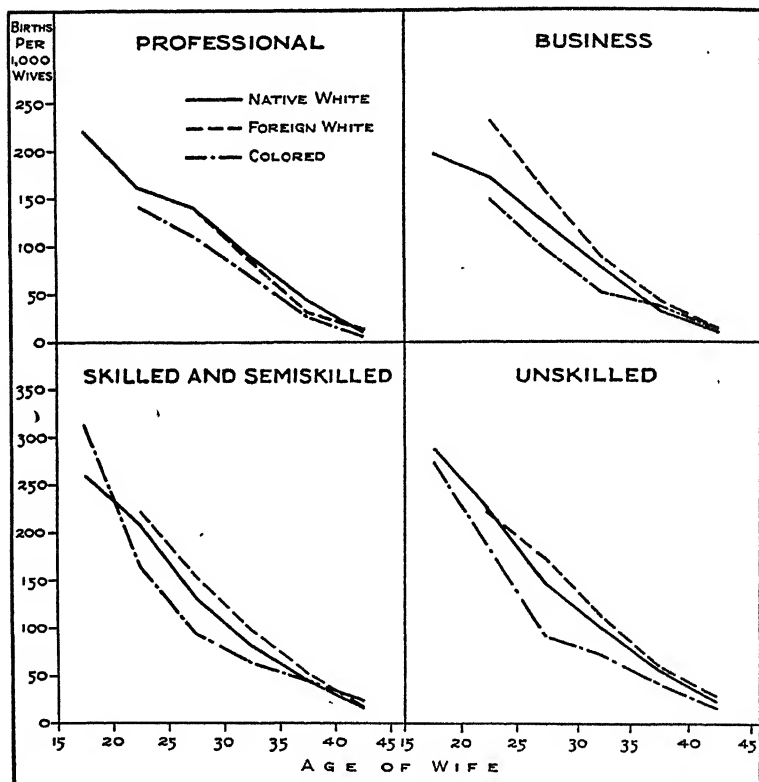 BIRTHS
PER
1,000
WIVES
PROFESSIONAL
BUSINESS
NATIVE WHITE
FOREIGN WHITE
COLORED
250
200
150
100
50
0
SKILLED AND SEMISKILLED
UNSKILLED
350
300
250
200
150
100
50
0
15 20 25 30 35 40 45 15 20 25 30 35 40 45
AGE OF WIFE